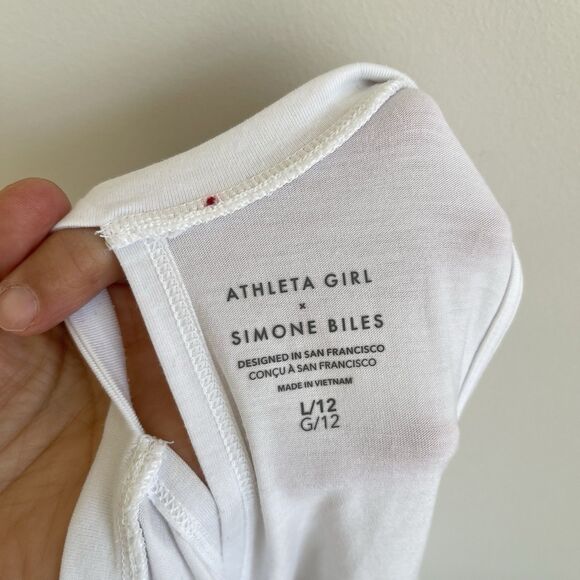 ATHLETA GIRL
x
SIMONE BILES
DESIGNED IN SAN FRANCISCO
CONÇU À SAN FRANCISCO
MADE IN VIETNAM
L/12
G/12